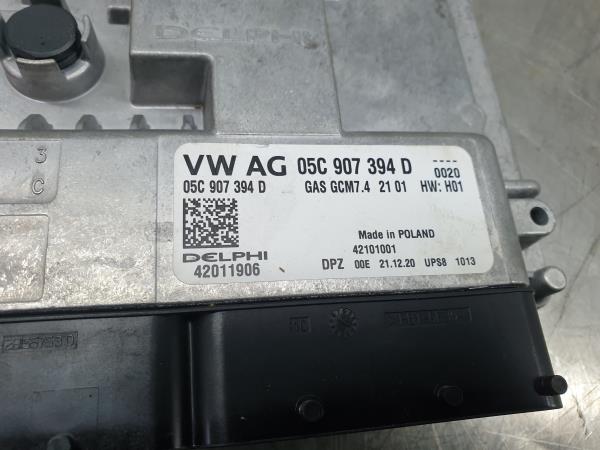 DELPHI
3
C
VW AG 05C 907 394 D ----
0020
05C 907 394 D GAS GCM7.4 21 01 HW: H01
Made in POLAND
DELPHI 42101001
42011906 DPZ 00E 21.12.20 UPS8 1013